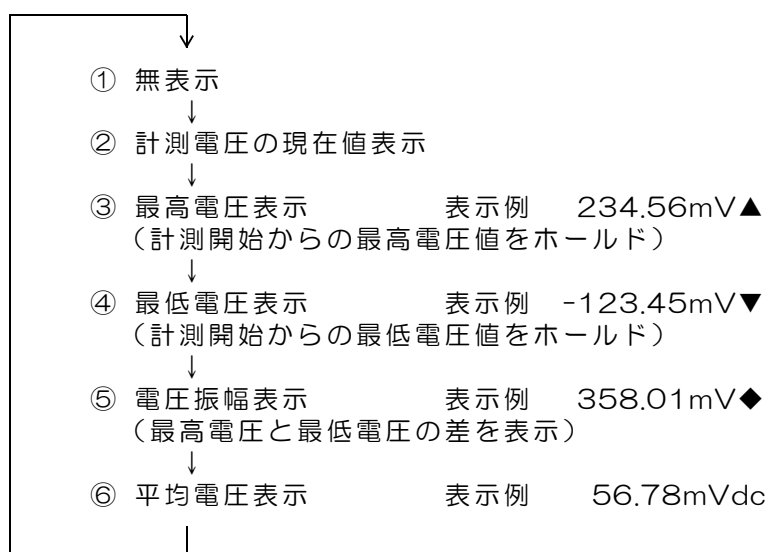 ① 無表示
↓
② 計測電圧の現在値表示
↓
③ 最高電圧表示 表示例 234.56mV▲
(計測開始からの最高電圧値をホールド)
↓
④ 最低電圧表示 表示例 -123.45mV▼
(計測開始からの最低電圧値をホールド)
↓
⑤ 電圧振幅表示 表示例 358.01mV◆
(最高電圧と最低電圧の差を表示)
↓
⑥ 平均電圧表示 表示例 56.78mVdc